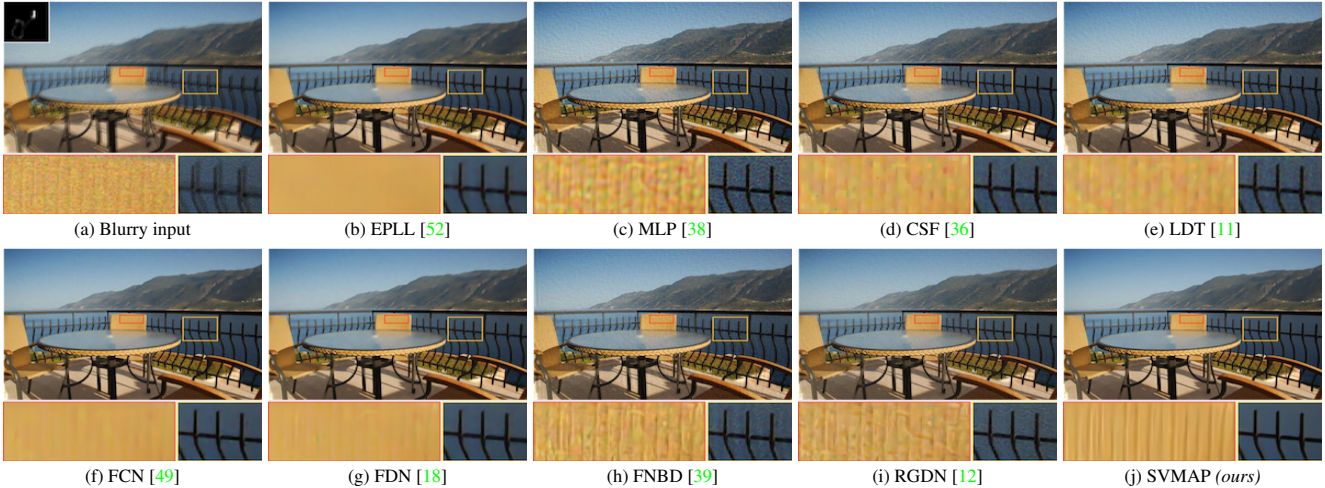 (a) Blurry input
(b) EPLL [52]
(c) MLP [38]
(d) CSF [36]
(e) LDT [11]
(f) FCN [49]
(g) FDN [18]
(h) FNBD [39]
(i) RGDN [12]
(j) SVMAP (ours)